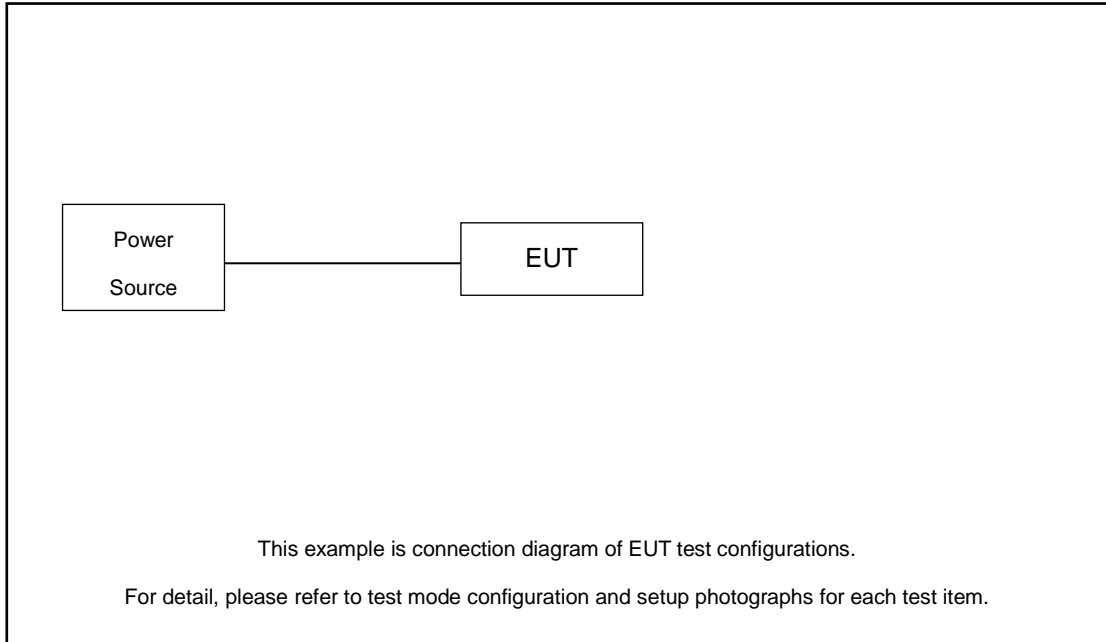 Power
Source
EUT
This example is connection diagram of EUT test configurations.
For detail, please refer to test mode configuration and setup photographs for each test item.